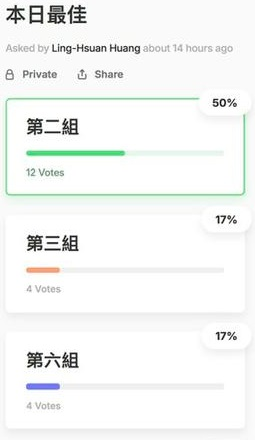 本日最佳
Asked by Ling-Hsuan Huang about 14 hours ago
Private Share
50%
第二組
12 Votes
17%
第三組
4 Votes
17%
第六組
4 Votes